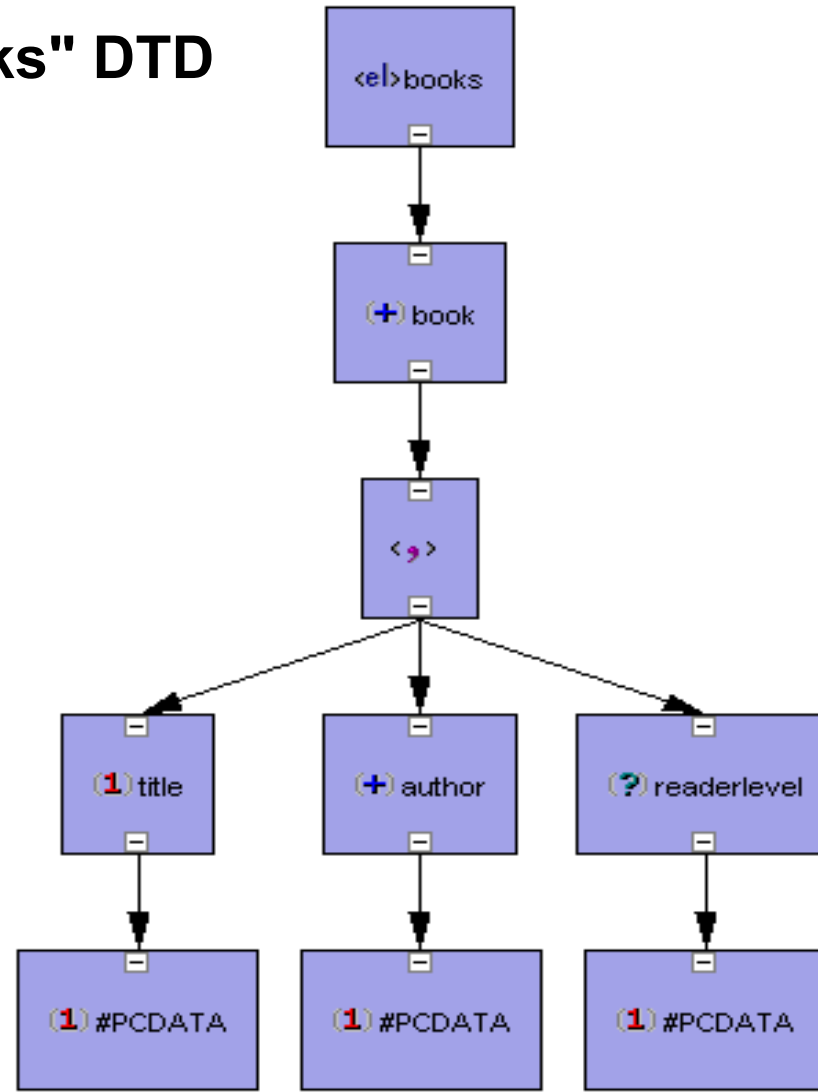 ks" DTD
<el>books
(+) book
<,>
(1) title
(+) author
(?) readerlevel
(1) #PCDATA
(1) #PCDATA
(1) #PCDATA